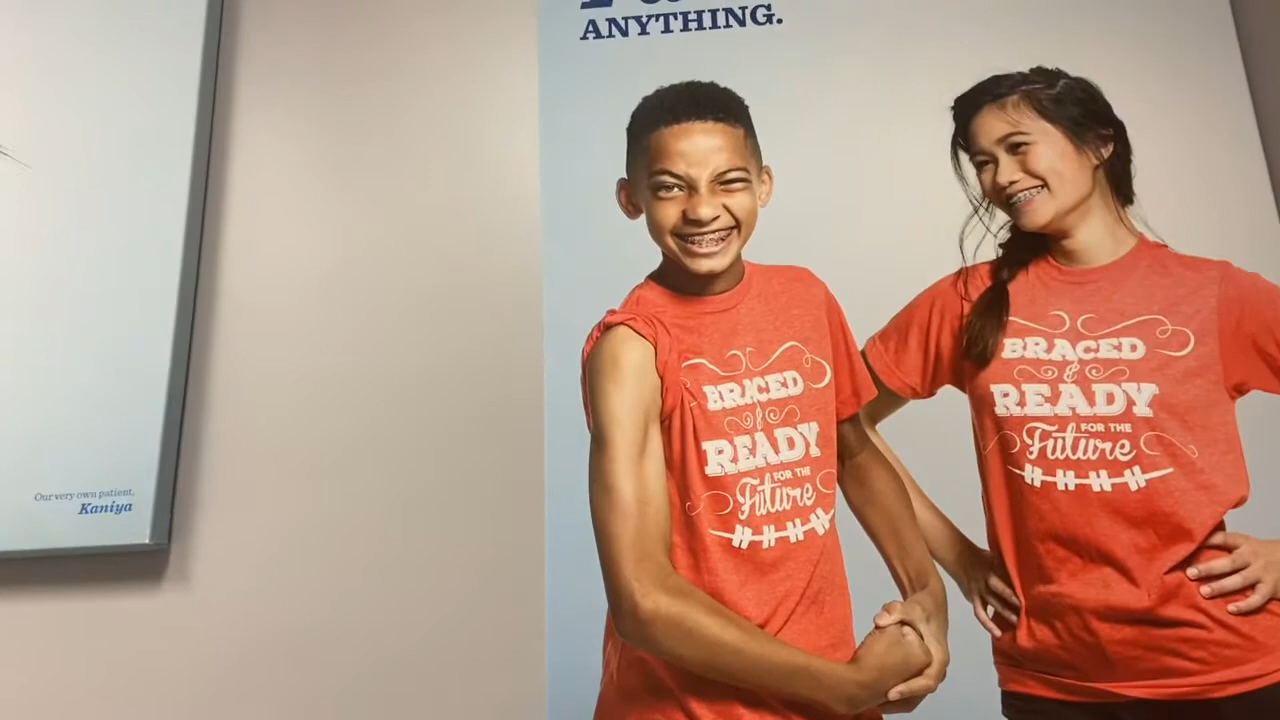 ANYTHING.
BRACED
&
READY
FOR THE
Future
BRACED
&
READY
FOR THE
Future
Our very own patient,
Kaniya